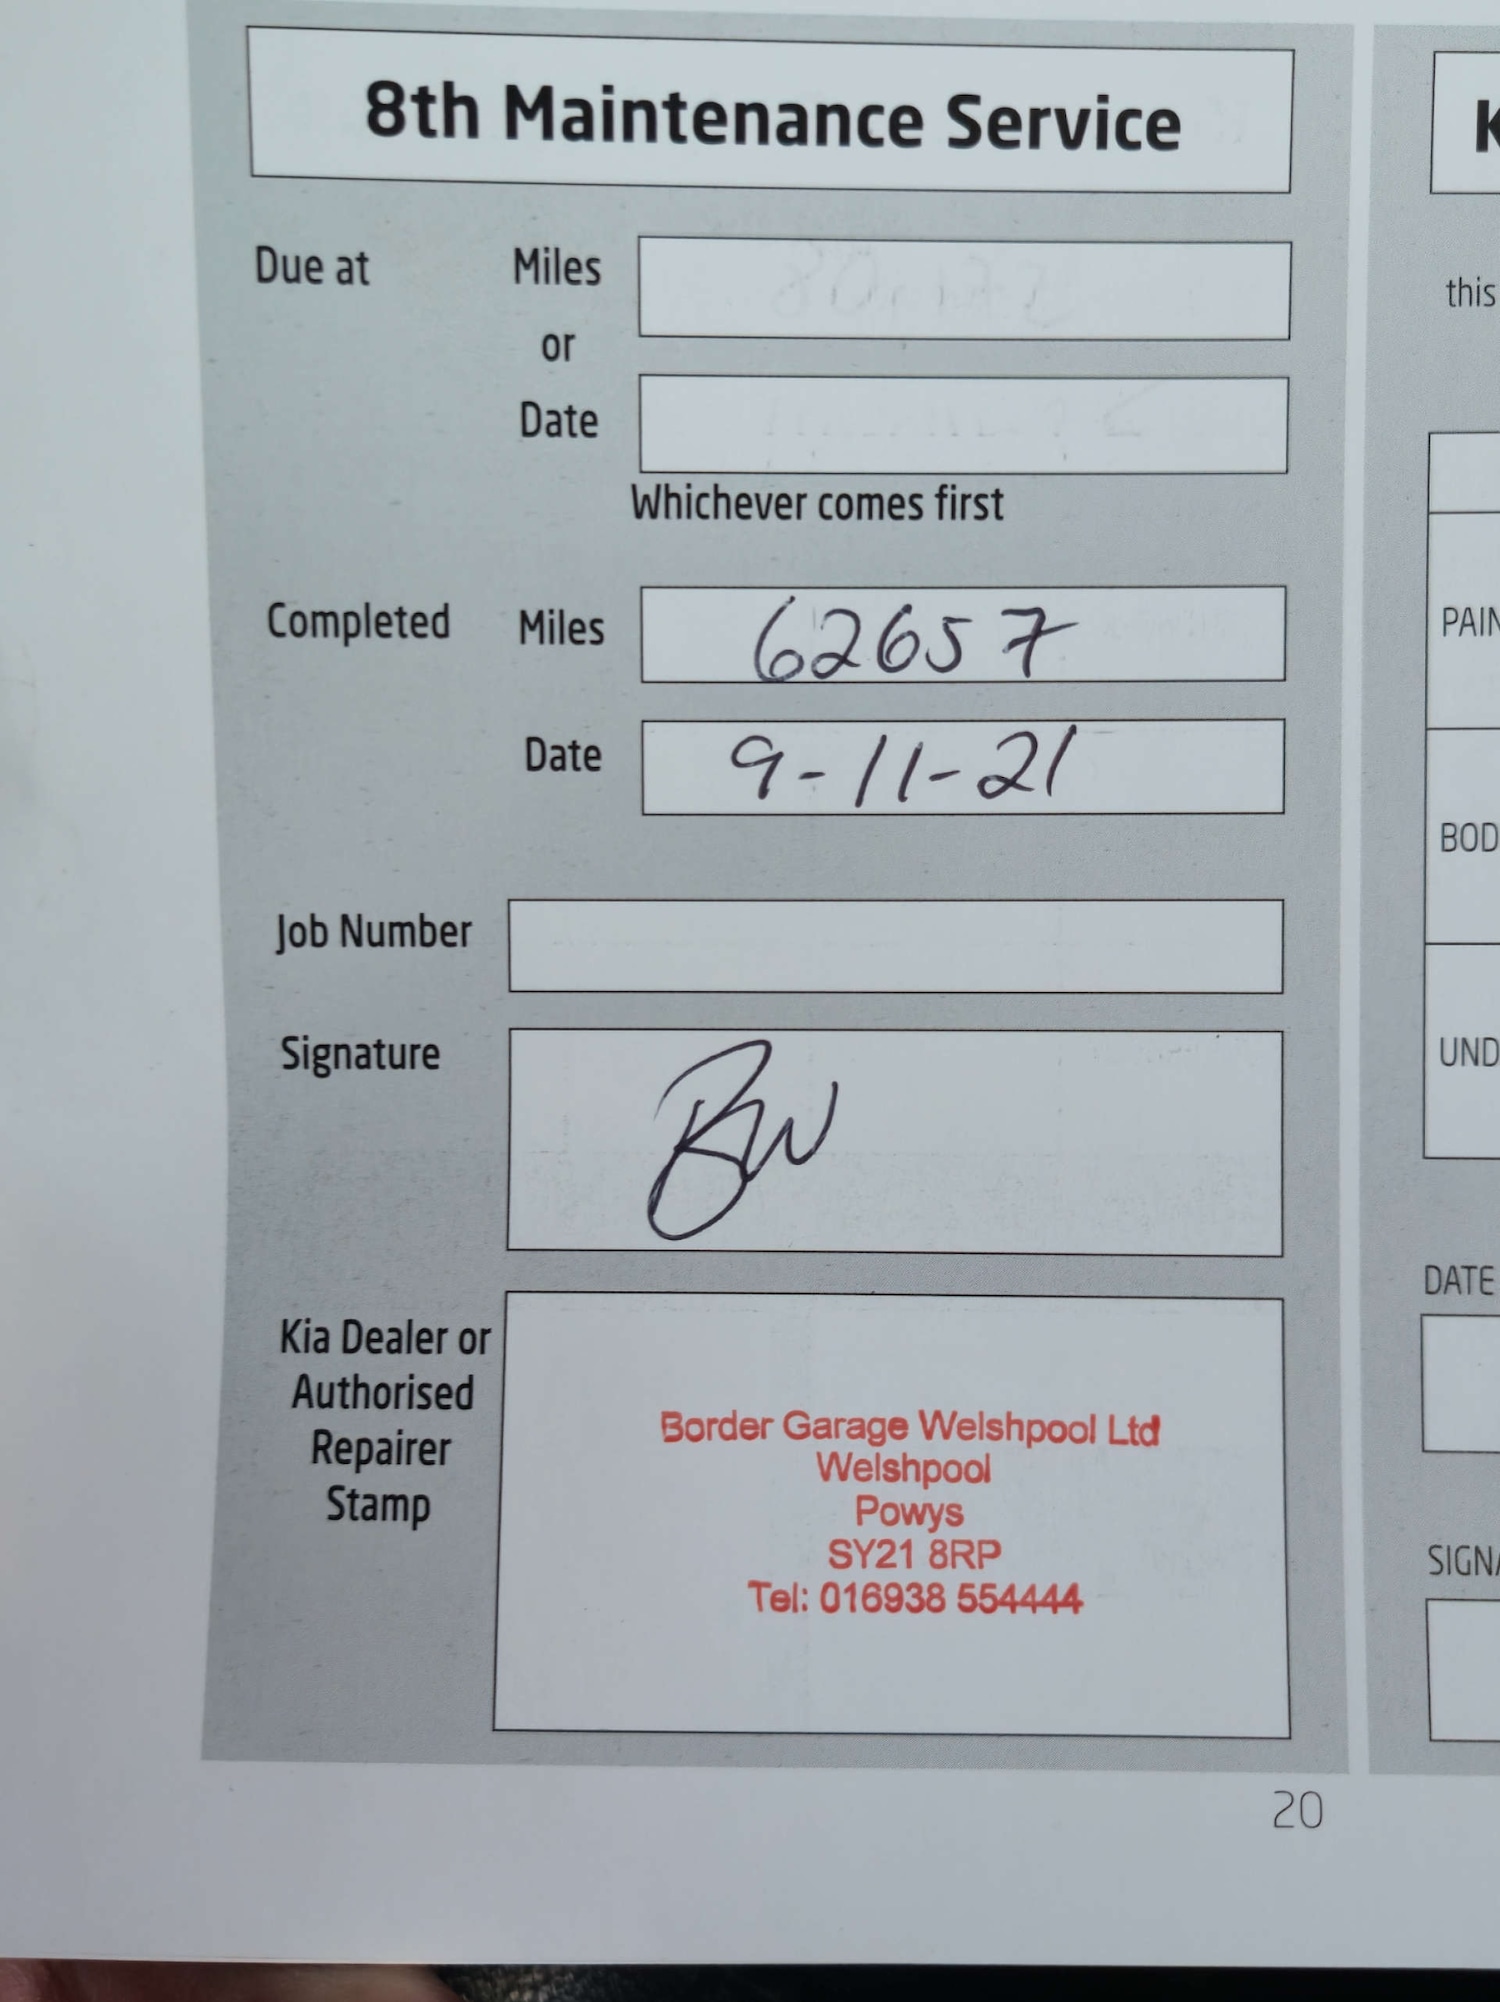 8th Maintenance Service
Due at Miles
or
Date
Whichever comes first
Completed Miles 62657
Date 9-11-21
Job Number
Signature BW
Kia Dealer or
Authorised
Repairer
Stamp
Border Garage Welshpool Ltd
Welshpool
Powys
SY21 8RP
Tel: 016938 554444
20
K
this
PAIN
BOD
UND
DATE
SIGNA